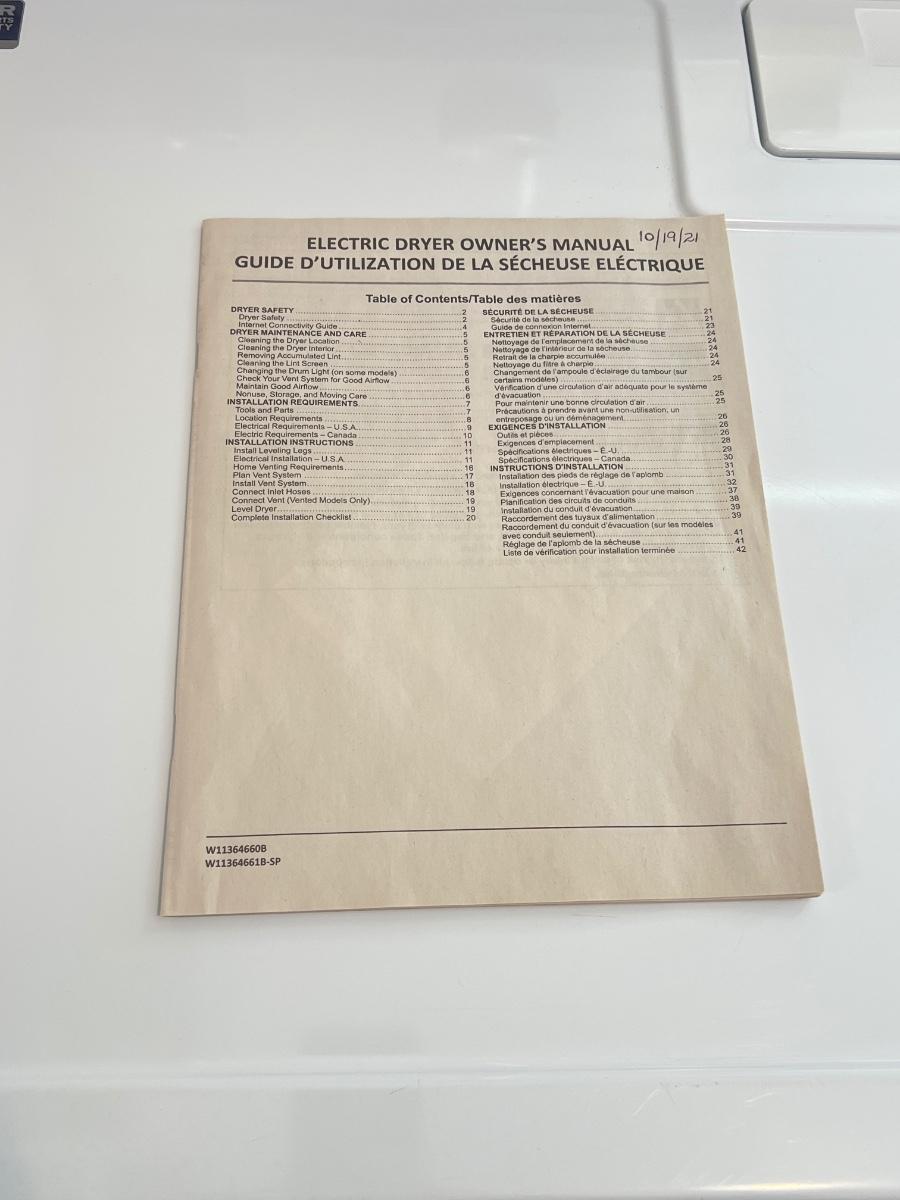 R
TS
TY
ELECTRIC DRYER OWNER'S MANUAL 10/19/21
GUIDE D'UTILIZATION DE LA SÉCHEUSE ELÉCTRIQUE
Table of Contents/Table des matières
DRYER SAFETY 2
Dryer Safety 2
Internet Connectivity Guide 4
DRYER MAINTENANCE AND CARE 5
Cleaning the Dryer Location 5
Cleaning the Dryer Interior 5
Removing Accumulated Lint 5
Cleaning the Lint Screen 5
Changing the Drum Light (on some models) 6
Check Your Vent System for Good Airflow 6
Maintain Good Airflow 6
Nonuse, Storage, and Moving Care 6
INSTALLATION REQUIREMENTS 7
Tools and Parts 7
Location Requirements 8
Electrical Requirements – U.S.A. 9
Electric Requirements – Canada 10
INSTALLATION INSTRUCTIONS 11
Install Leveling Legs 11
Electrical Installation – U.S.A. 11
Home Venting Requirements 16
Plan Vent System 17
Install Vent System 18
Connect Inlet Hoses 18
Connect Vent (Vented Models Only) 19
Level Dryer 19
Complete Installation Checklist 20
SÉCURITÉ DE LA SÉCHEUSE 21
Sécurité de la sécheuse 21
Guide de connexion Internet 23
ENTRETIEN ET RÉPARATION DE LA SÉCHEUSE 24
Nettoyage de l'emplacement de la sécheuse 24
Nettoyage de l'intérieur de la sécheuse 24
Retrait de la charpie accumulée 24
Nettoyage du filtre à charpie 24
Changement de l'ampoule d'éclairage du tambour (sur
certains modèles) 25
Vérification d'une circulation d'air adéquate pour le système
d'évacuation 25
Pour maintenir une bonne circulation d'air 25
Précautions à prendre avant une non-utilisation, un
entreposage ou un déménagement 26
EXIGENCES D'INSTALLATION 26
Outils et pièces 26
Exigences d'emplacement 28
Spécifications électriques – É.-U. 29
Spécifications électriques – Canada 30
INSTRUCTIONS D'INSTALLATION 31
Installation des pieds de réglage de l'aplomb 31
Installation électrique – É.-U. 32
Exigences concernant l'évacuation pour une maison 37
Planification des circuits de conduits 38
Installation du conduit d'évacuation 39
Raccordement des tuyaux d'alimentation 39
Raccordement du conduit d'évacuation (sur les modèles
avec conduit seulement) 41
Réglage de l'aplomb de la sécheuse 41
Liste de vérification pour installation terminée 42
W11364660B
W11364661B-SP